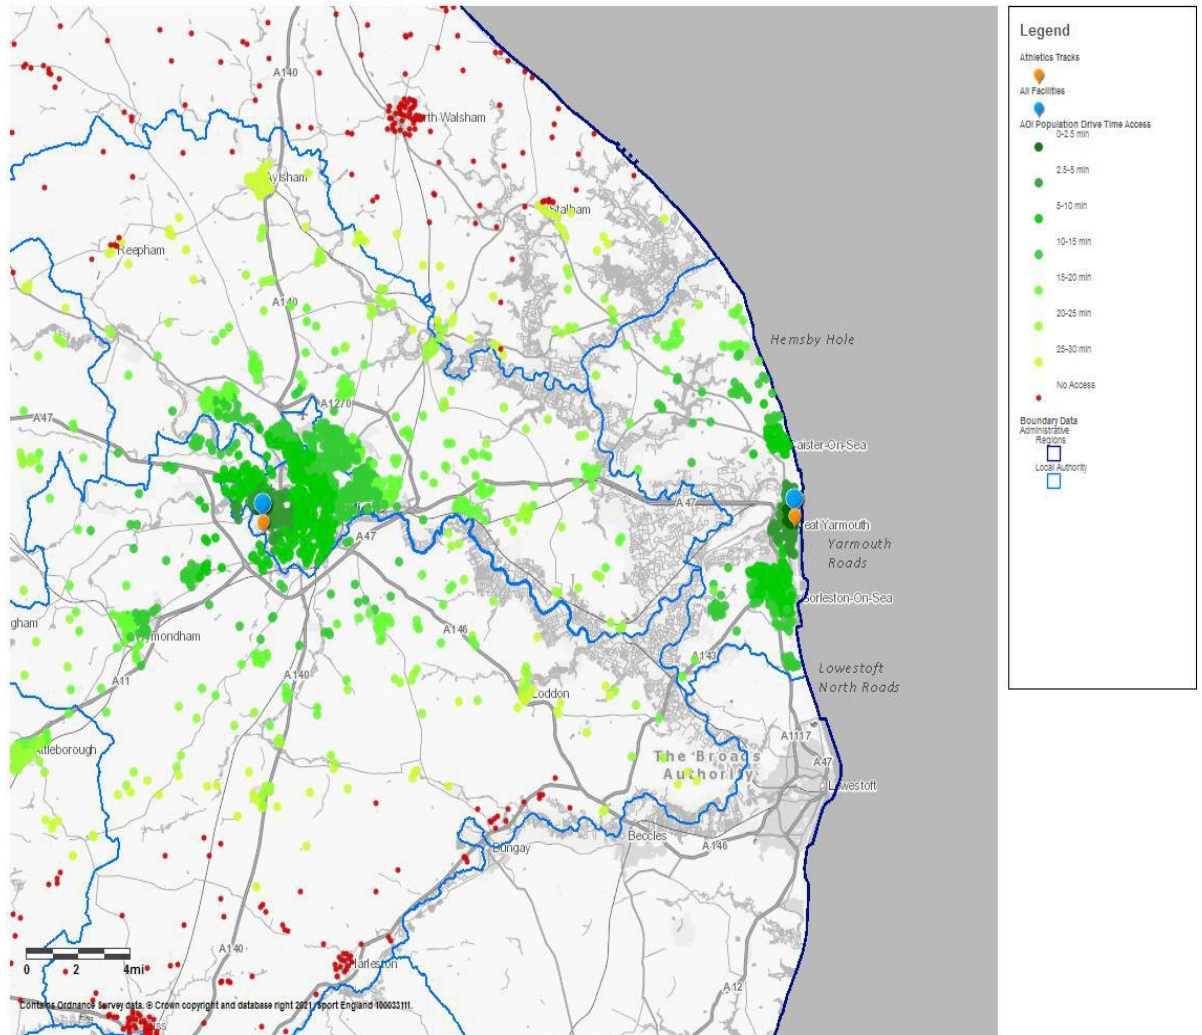 A140
North Walsham
Aylsham
Stalham
Reepham
A140
Hemsby Hole
A1270
A47
Caister-On-Sea
A47
eat Yarmouth
Yarmouth
Roads
A47
Gorleston-On-Sea
gham
ymondham
A146
A143
Lowestoft
North Roads
A11
A140
Loddon
A1117
ttleborough
The Broads
Authority
A47
Lowestoft
Beccles
A146
Bungay
A140
Harleston
0 2 4mi
A12
Contains Ordnance Survey data. © Crown copyright and database right 2021. Sport England 100033111.
iss
Legend
Athletics Tracks
All Facilities
AOI Population Drive Time Access
0-2.5 min
2.5-5 min
5-10 min
10-15 min
15-20 min
20-25 min
25-30 min
No Access
Boundary Data
Administrative
Regions
Local Authority